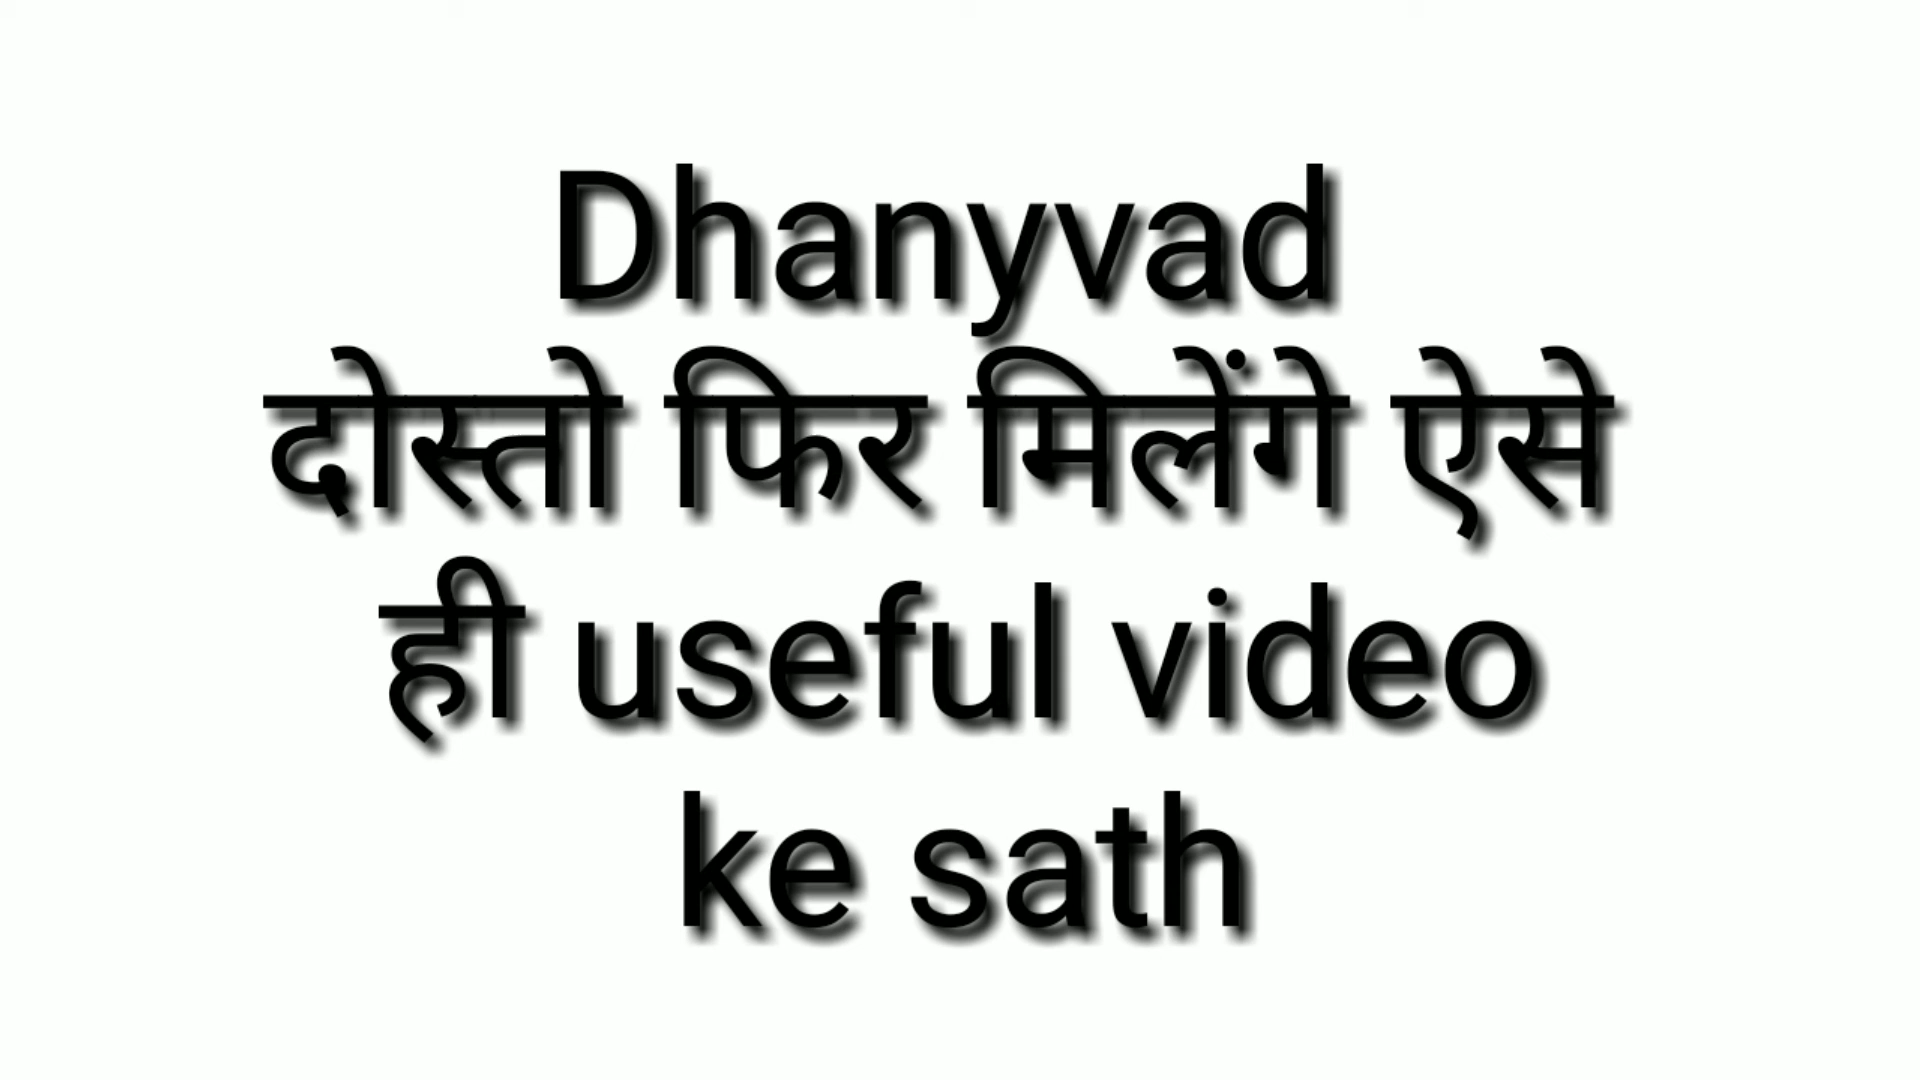 Dhanyvad
दोस्तो फिर मिलेंगे ऐसे
ही useful video
ke sath